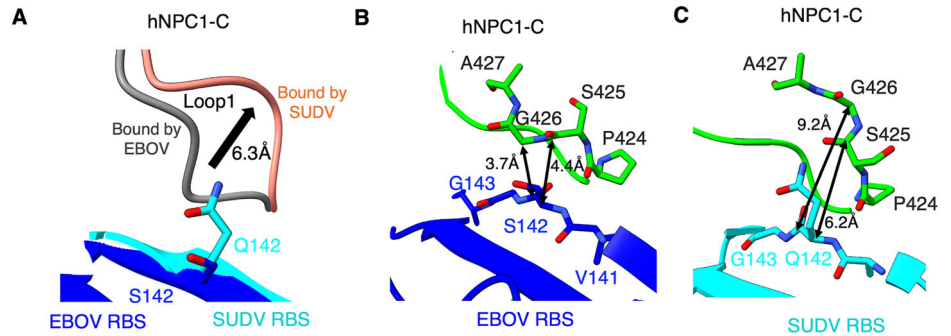 A
hNPC1-C
Loop1
Bound by
EBOV
Bound by
SUDV
6.3Å
Q142
S142
EBOV RBS
SUDV RBS
B
hNPC1-C
A427
S425
G426
P424
3.7Å
4.4Å
G143
S142
V141
EBOV RBS
C
hNPC1-C
A427
G426
9.2Å
S425
P424
6.2Å
G143
Q142
SUDV RBS